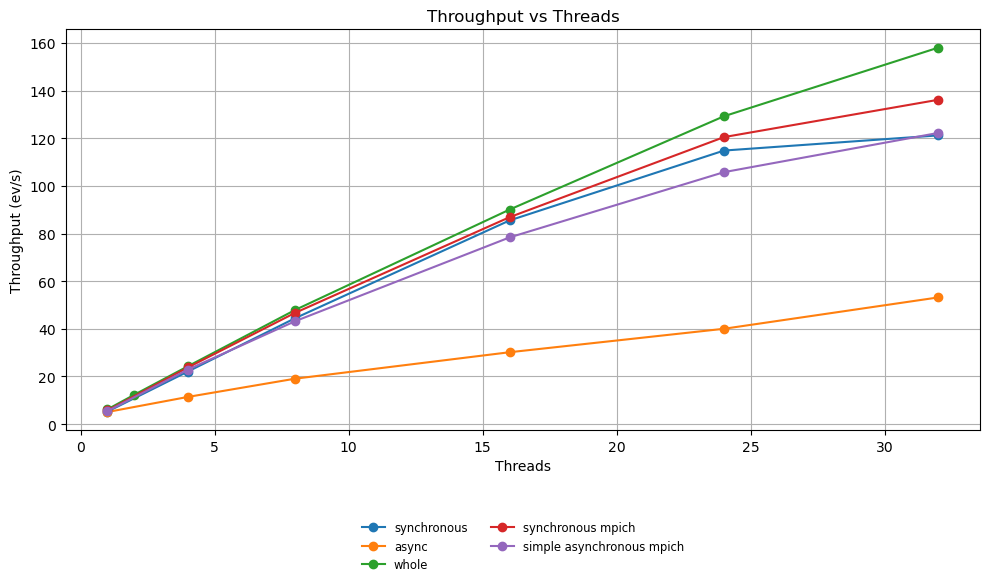 Throughput vs Threads
Throughput (ev/s)
160
140
120
100
80
60
40
20
0
0 5 10 15 20 25 30
Threads
synchronous
async
whole
synchronous mpich
simple asynchronous mpich